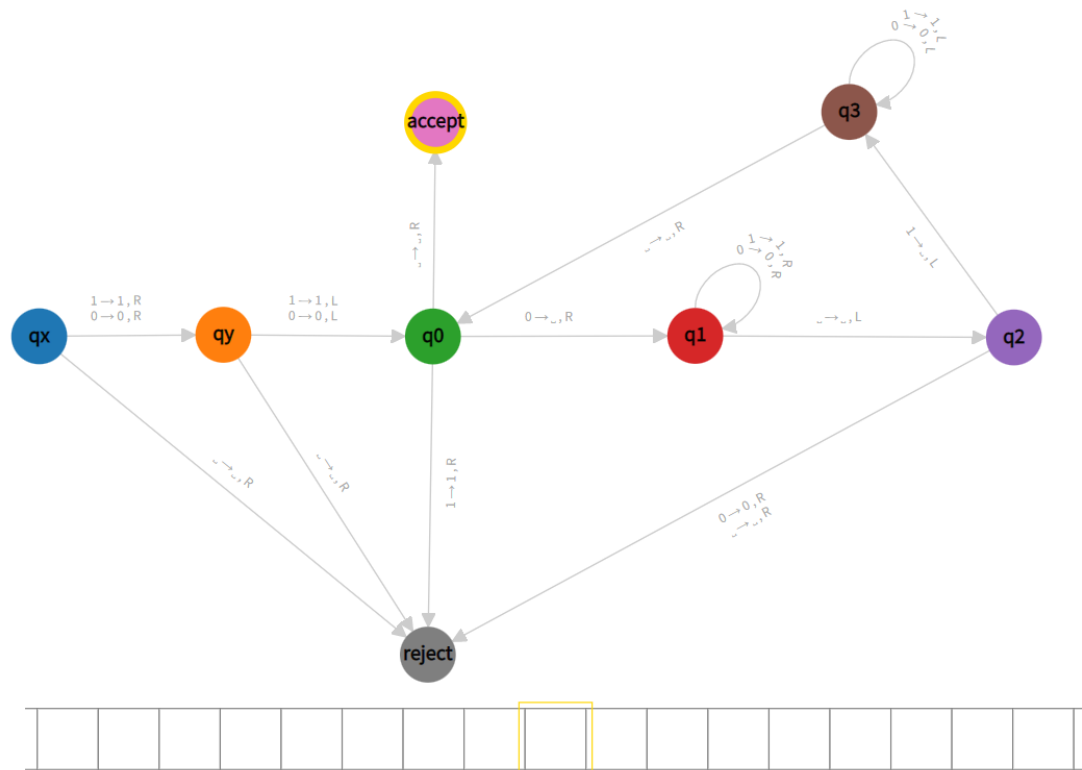 1→1,L
0→0,L
q3
accept
␣→␣,R
␣→␣,R
1→1,R
0→0,R
1→␣,L
1→1,R
0→0,R
1→1,L
0→0,L
0→␣,R
␣→␣,L
qx
qy
q0
q1
q2
␣→␣,R
␣→␣,R
1→1,R
0→0,R
␣→␣,R
reject